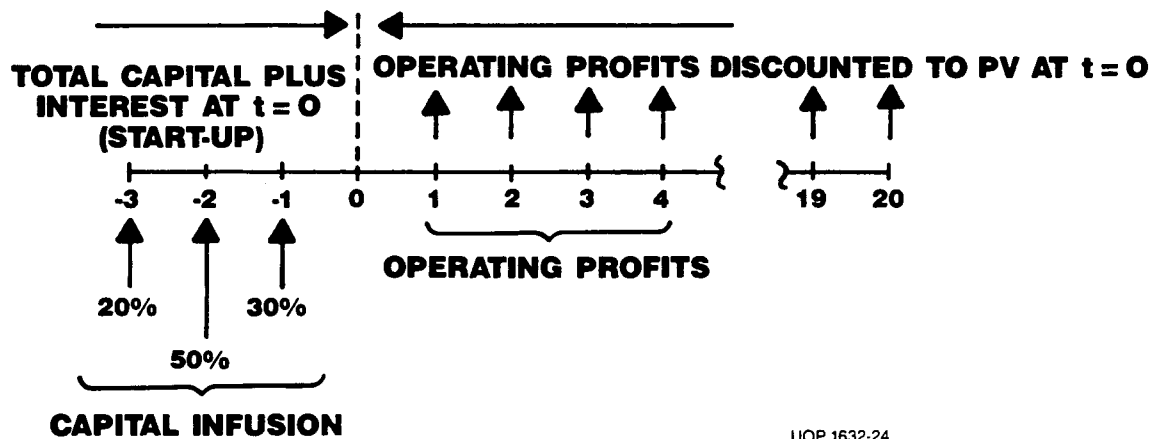 TOTAL CAPITAL PLUS
INTEREST AT t = 0
(START-UP)
OPERATING PROFITS DISCOUNTED TO PV AT t = 0
-3 -2 -1 0 1 2 3 4 19 20
OPERATING PROFITS
20% 30%
50%
CAPITAL INFUSION
UOP 1632-24